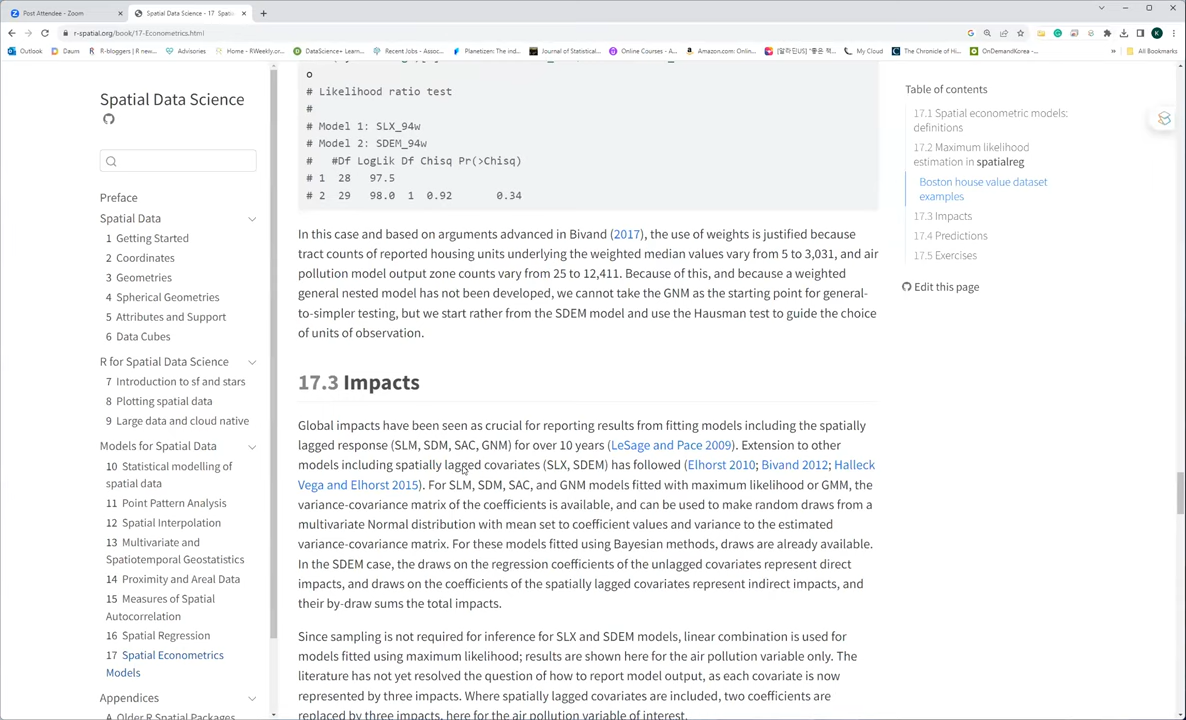 Post Attendee - Zoom
Spatial Data Science - 17 Spati
r-spatial.org/book/17-Econometrics.html
Outlook
Daum
R-bloggers | R new...
Advisories
Home - RWeekly.or...
DataScience+ Learn...
Recent Jobs - Assoc...
Planetizen: The ind...
Journal of Statistical...
Online Courses - A...
Amazon.com: Onlin...
[알라딘US] "좋은 책...
My Cloud
The Chronicle of Hi...
OnDemandKorea -...
All Bookmarks
Spatial Data Science
Preface
Spatial Data
1 Getting Started
2 Coordinates
3 Geometries
4 Spherical Geometries
5 Attributes and Support
6 Data Cubes
R for Spatial Data Science
7 Introduction to sf and stars
8 Plotting spatial data
9 Large data and cloud native
Models for Spatial Data
10 Statistical modelling of
spatial data
11 Point Pattern Analysis
12 Spatial Interpolation
13 Multivariate and
Spatiotemporal Geostatistics
14 Proximity and Areal Data
15 Measures of Spatial
Autocorrelation
16 Spatial Regression
17 Spatial Econometrics
Models
Appendices
A Older R Spatial Packages
o
# Likelihood ratio test
#
# Model 1: SLX_94w
# Model 2: SDEM_94w
#   #Df LogLik Df Chisq Pr(>Chisq)
# 1  28   97.5
# 2  29   98.0  1  0.92       0.34
In this case and based on arguments advanced in Bivand (2017), the use of weights is justified because
tract counts of reported housing units underlying the weighted median values vary from 5 to 3,031, and air
pollution model output zone counts vary from 25 to 12,411. Because of this, and because a weighted
general nested model has not been developed, we cannot take the GNM as the starting point for general-
to-simpler testing, but we start rather from the SDEM model and use the Hausman test to guide the choice
of units of observation.
17.3 Impacts
Global impacts have been seen as crucial for reporting results from fitting models including the spatially
lagged response (SLM, SDM, SAC, GNM) for over 10 years (LeSage and Pace 2009). Extension to other
models including spatially lagged covariates (SLX, SDEM) has followed (Elhorst 2010; Bivand 2012; Halleck
Vega and Elhorst 2015). For SLM, SDM, SAC, and GNM models fitted with maximum likelihood or GMM, the
variance-covariance matrix of the coefficients is available, and can be used to make random draws from a
multivariate Normal distribution with mean set to coefficient values and variance to the estimated
variance-covariance matrix. For these models fitted using Bayesian methods, draws are already available.
In the SDEM case, the draws on the regression coefficients of the unlagged covariates represent direct
impacts, and draws on the coefficients of the spatially lagged covariates represent indirect impacts, and
their by-draw sums the total impacts.
Since sampling is not required for inference for SLX and SDEM models, linear combination is used for
models fitted using maximum likelihood; results are shown here for the air pollution variable only. The
literature has not yet resolved the question of how to report model output, as each covariate is now
represented by three impacts. Where spatially lagged covariates are included, two coefficients are
replaced by three impacts, here for the air pollution variable of interest.
Table of contents
17.1 Spatial econometric models:
definitions
17.2 Maximum likelihood
estimation in spatialreg
Boston house value dataset
examples
17.3 Impacts
17.4 Predictions
17.5 Exercises
Edit this page